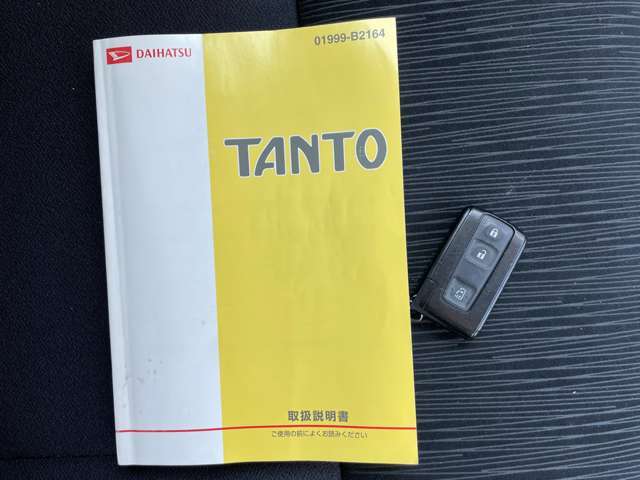 01999-B2164
DAIHATSU
TANTO
取扱説明書
ご使用の前によくお読みください